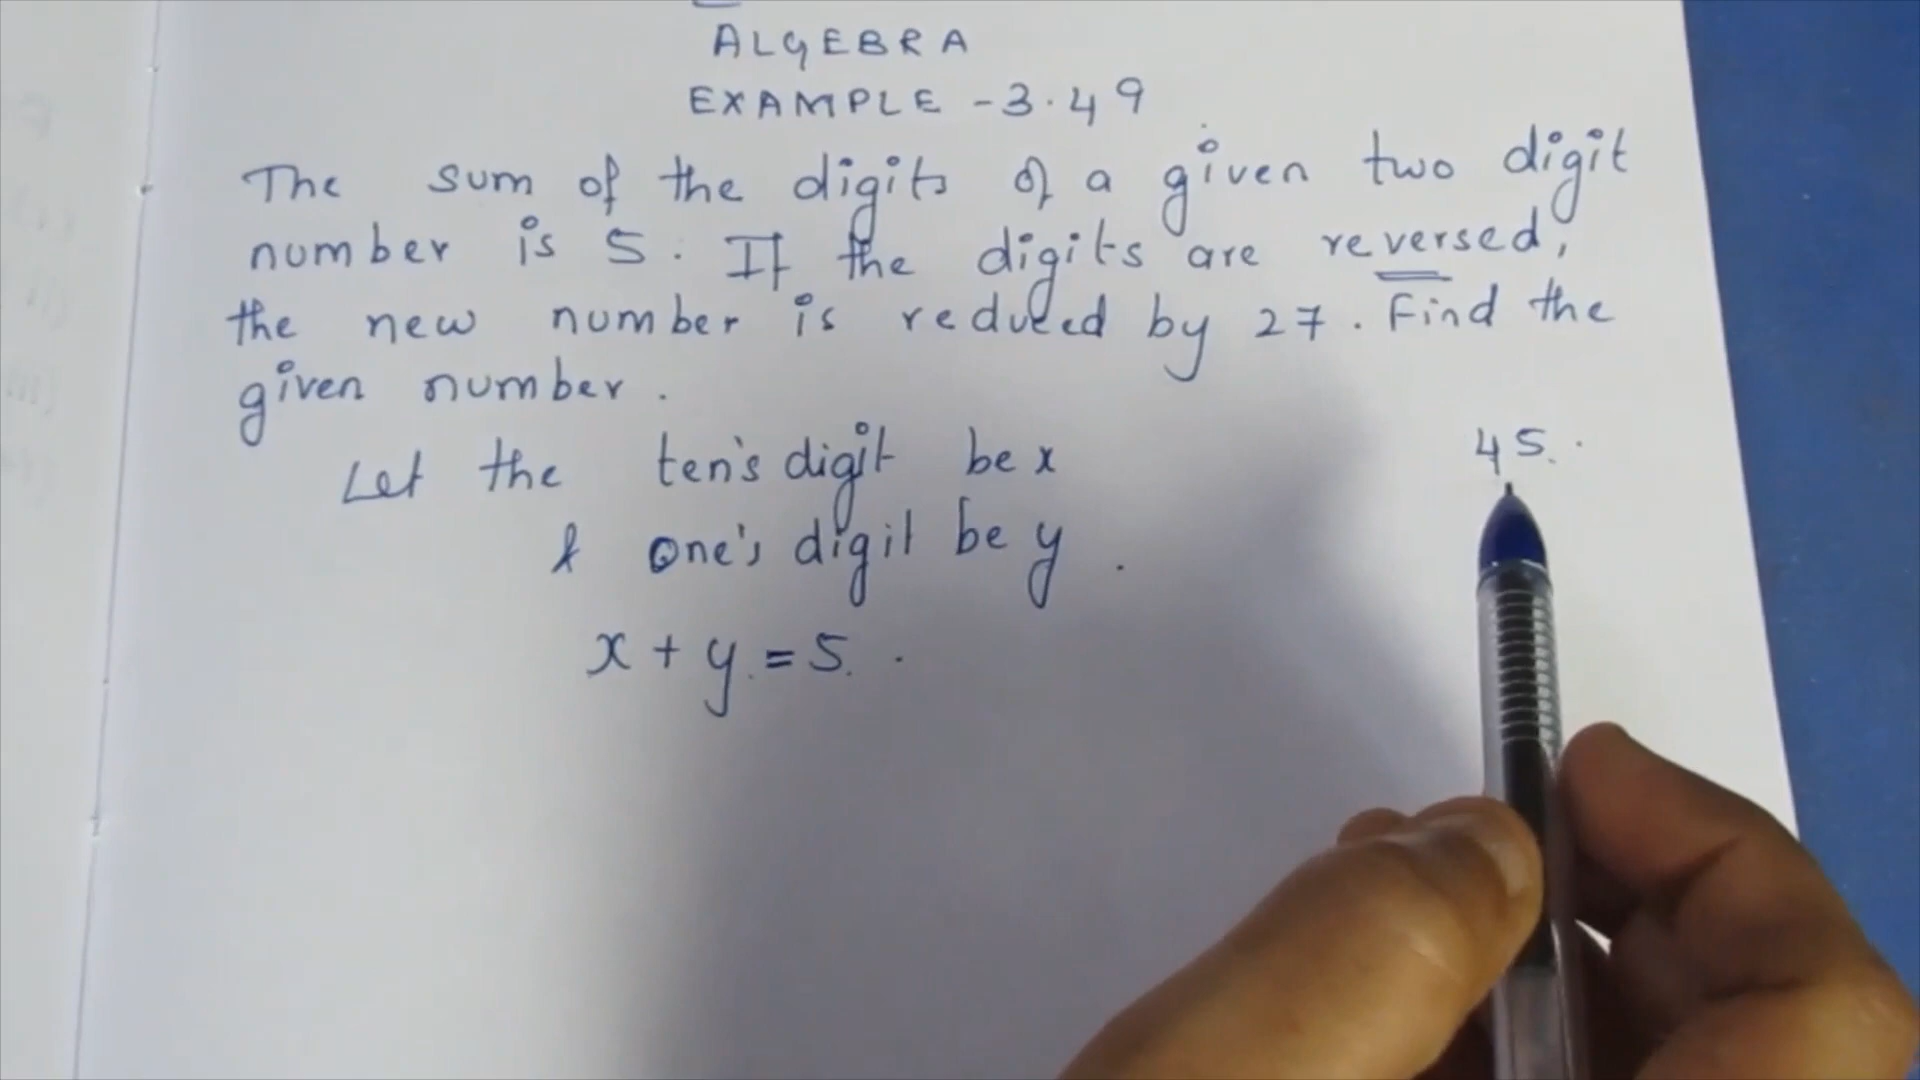 ALGEBRA
EXAMPLE - 3.49
The sum of the digits of a given two digit
number is 5. If the digits are reversed,
the new number is reduced by 27. Find the
given number.
Let the ten's digit be x
& one's digit be y.
x + y = 5.
45.